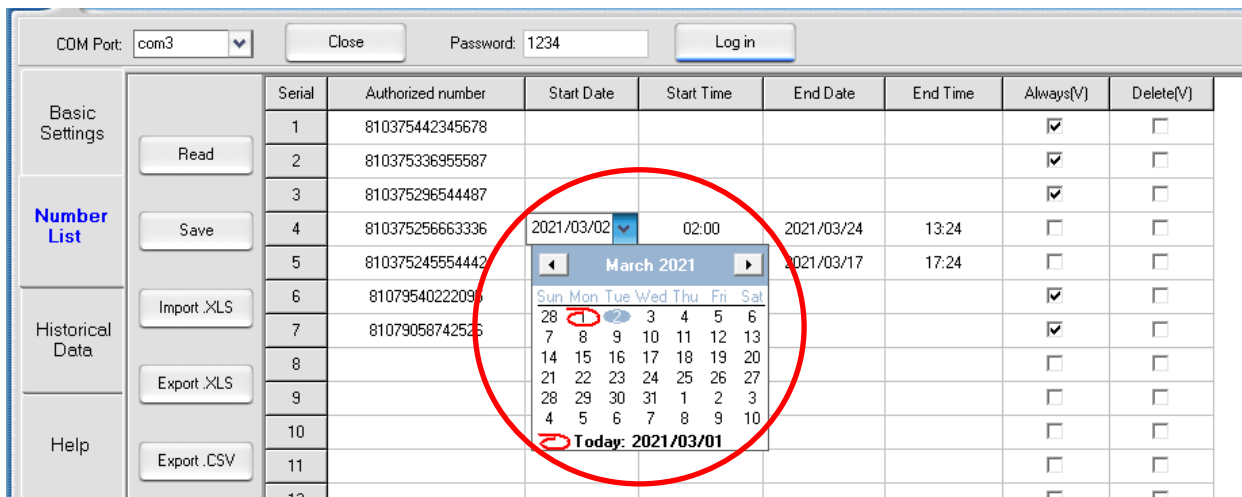 COM Port: com3 Close Password: 1234 Log in
Basic Settings
Number List
Historical Data
Help
Read
Save
Import .XLS
Export .XLS
Export .CSV
Serial Authorized number Start Date Start Time End Date End Time Always(V) Delete(V)
1 810375442345678
2 810375336955587
3 810375296544487
4 810375256663336 2021/03/02 02:00 2021/03/24 13:24
5 810375245554442 2021/03/17 17:24
6 81079540222095
7 81079058742526
8
9
10
11
12
March 2021
Sun Mon Tue Wed Thu Fri Sat
28 1 2 3 4 5 6
7 8 9 10 11 12 13
14 15 16 17 18 19 20
21 22 23 24 25 26 27
28 29 30 31 1 2 3
4 5 6 7 8 9 10
Today: 2021/03/01